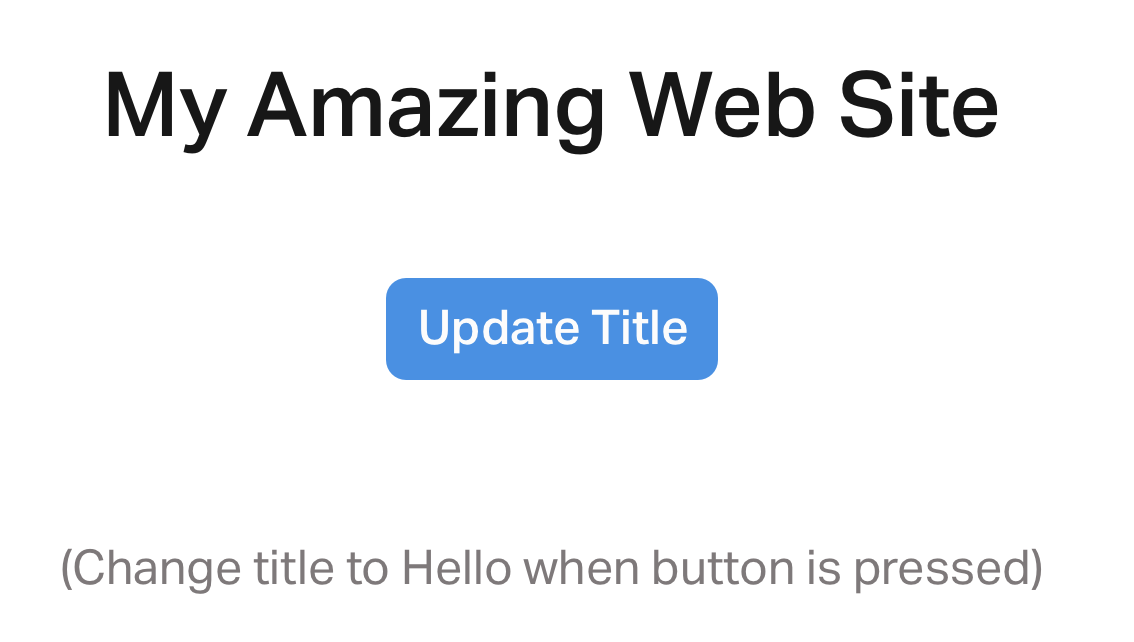 My Amazing Web Site
Update Title
(Change title to Hello when button is pressed)